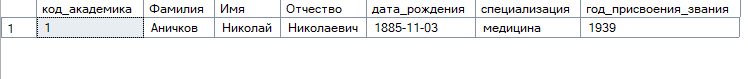 код_академика Фамилия Имя Отчество дата_рождения специализация год_присвоения_звания
1 1 Аничков Николай Николаевич 1885-11-03 медицина 1939